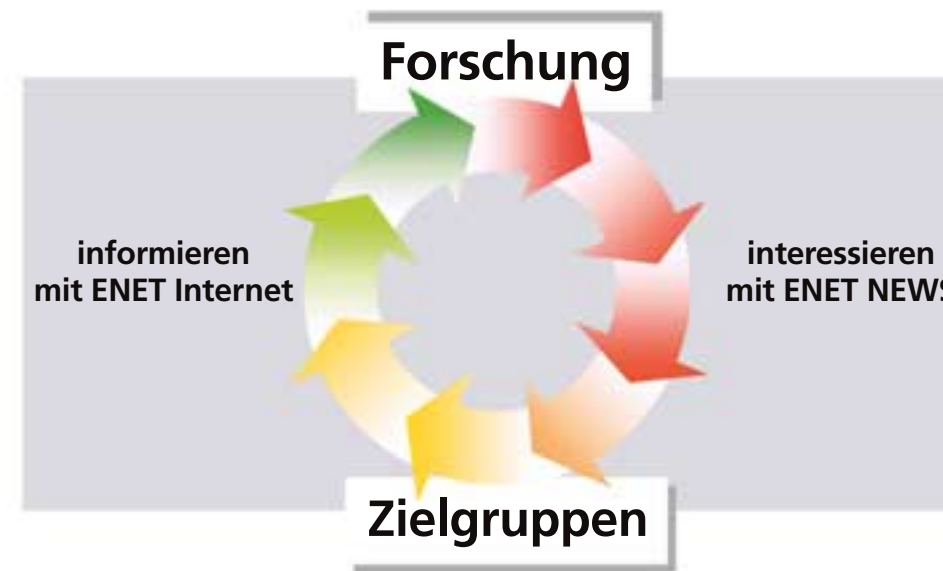 Forschung
informieren
mit ENET Internet
interessieren
mit ENET NEWS
Zielgruppen